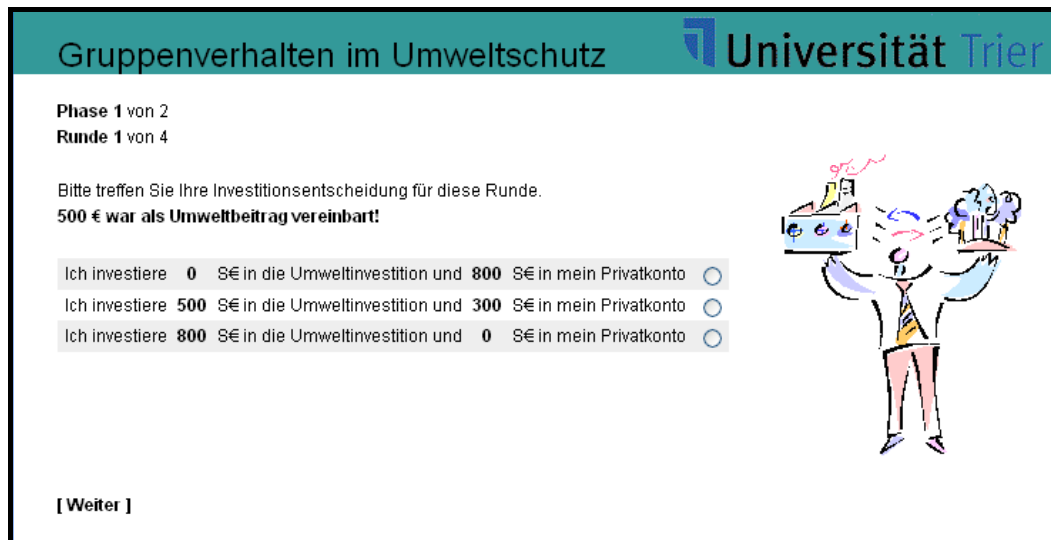 Gruppenverhalten im Umweltschutz
Universität Trier
Phase 1 von 2
Runde 1 von 4
Bitte treffen Sie Ihre Investitionsentscheidung für diese Runde.
500 € war als Umweltbeitrag vereinbart!
Ich investiere 0 S€ in die Umweltinvestition und 800 S€ in mein Privatkonto
Ich investiere 500 S€ in die Umweltinvestition und 300 S€ in mein Privatkonto
Ich investiere 800 S€ in die Umweltinvestition und 0 S€ in mein Privatkonto
[ Weiter ]